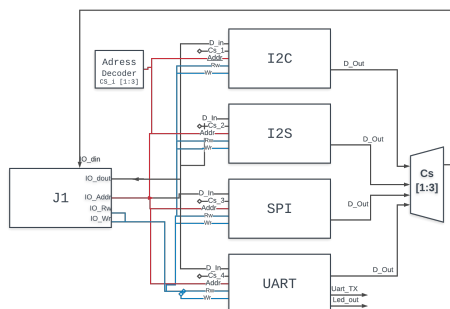 D_In
Cs_1
Addr
Rw
Wr
I2C
D_Out
Adress
Decoder
CS_i [1:3]
D_In
Cs_2
Addr
Rw
Wr
I2S
D_Out
IO_din
J1
IO_dout
IO_Addr
IO_Rw
IO_Wr
Cs
[1:3]
D_In
Cs_3
Addr
Rw
Wr
SPI
D_Out
D_In
Cs_4
Addr
Rw
Wr
UART
D_Out
Uart_TX
Led_out